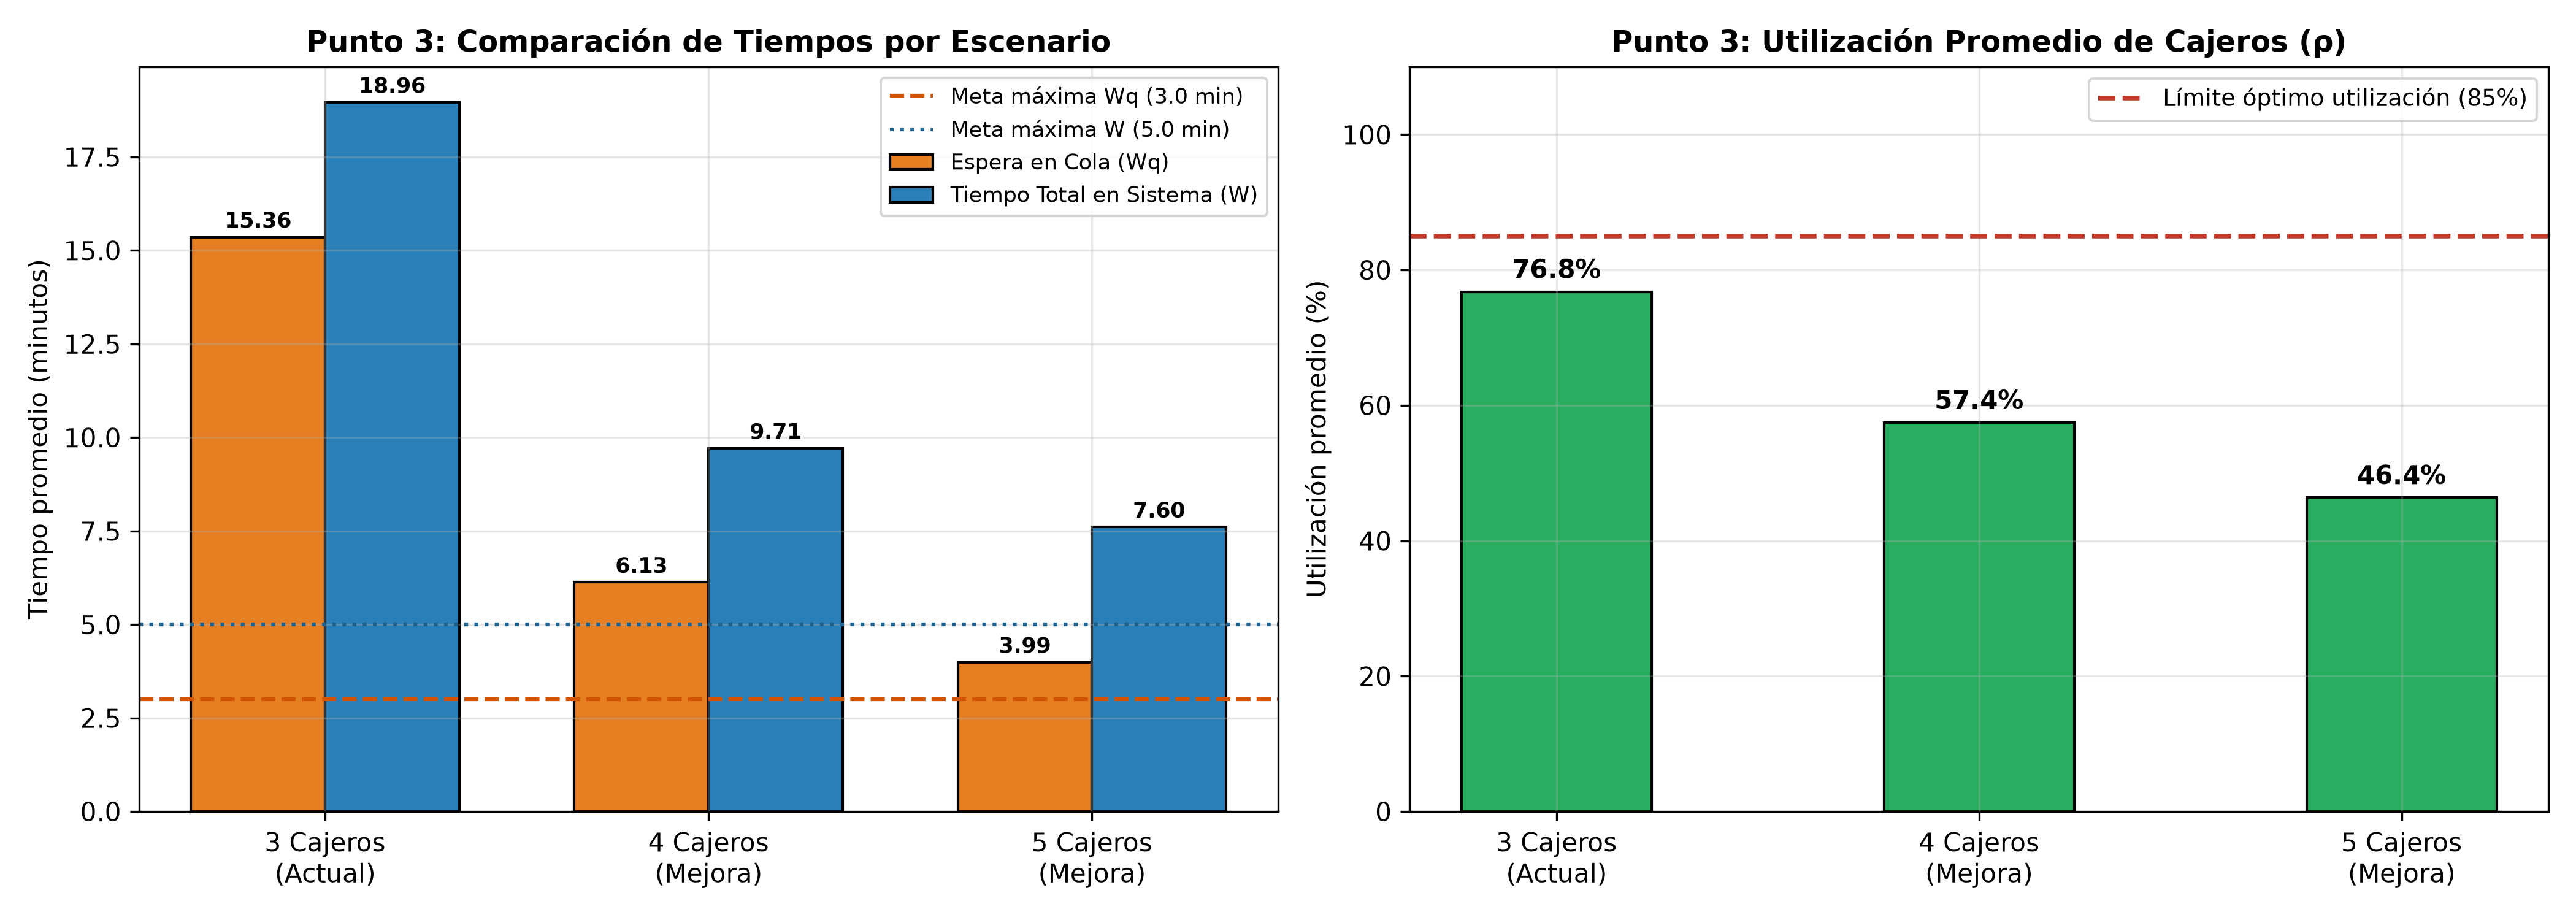 Punto 3: Comparación de Tiempos por Escenario
Tiempo promedio (minutos)
17.5
15.0
12.5
10.0
7.5
5.0
2.5
0.0
Meta máxima Wq (3.0 min)
Meta máxima W (5.0 min)
Espera en Cola (Wq)
Tiempo Total en Sistema (W)
15.36
18.96
6.13
9.71
3.99
7.60
3 Cajeros
(Actual)
4 Cajeros
(Mejora)
5 Cajeros
(Mejora)
Punto 3: Utilización Promedio de Cajeros (ρ)
Utilización promedio (%)
100
80
60
40
20
0
Límite óptimo utilización (85%)
76.8%
57.4%
46.4%
3 Cajeros
(Actual)
4 Cajeros
(Mejora)
5 Cajeros
(Mejora)